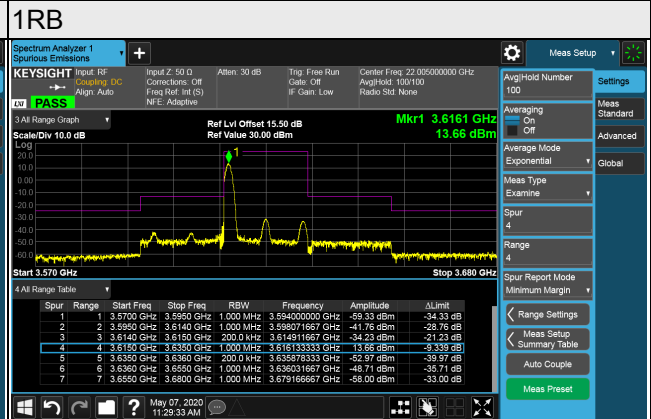 1RB
Spectrum Analyzer 1
Spurious Emissions
Meas Setup
KEYSIGHT
Input: RF
Coupling: DC
Align: Auto
LXI
PASS
Input Z: 50 Ω
Corrections: Off
Freq Ref: Int (S)
NFE: Adaptive
Atten: 30 dB
Trig: Free Run
Gate: Off
IF Gain: Low
Center Freq: 22.005000000 GHz
Avg|Hold: 100/100
Radio Std: None
3 All Range Graph
Scale/Div 10.0 dB
Ref Lvl Offset 15.50 dB
Ref Value 30.00 dBm
Mkr1 3.6161 GHz
13.66 dBm
Log
20.0
10.0
0.00
-10.0
-20.0
-30.0
-40.0
-50.0
-60.0
1
Start 3.570 GHz
Stop 3.680 GHz
4 All Range Table
Spur Range Start Freq Stop Freq RBW Frequency Amplitude ΔLimit
1 1 3.5700 GHz 3.5950 GHz 1.000 MHz 3.594000000 GHz -59.33 dBm -34.33 dB
2 2 3.5950 GHz 3.6140 GHz 1.000 MHz 3.598071667 GHz -41.76 dBm -28.76 dB
3 3 3.6140 GHz 3.6150 GHz 200.0 kHz 3.614911667 GHz -34.23 dBm -21.23 dB
4 4 3.6150 GHz 3.6350 GHz 1.000 MHz 3.616133333 GHz 13.66 dBm -9.339 dB
5 5 3.6350 GHz 3.6360 GHz 200.0 kHz 3.635878333 GHz -52.97 dBm -39.97 dB
6 6 3.6360 GHz 3.6550 GHz 1.000 MHz 3.636031667 GHz -48.71 dBm -35.71 dB
7 7 3.6550 GHz 3.6800 GHz 1.000 MHz 3.679166667 GHz -58.00 dBm -33.00 dB
May 07, 2020
11:29:33 AM
Avg|Hold Number
100
Averaging
On
Off
Average Mode
Exponential
Meas Type
Examine
Spur
4
Range
4
Spur Report Mode
Minimum Margin
Range Settings
Meas Setup
Summary Table
Auto Couple
Meas Preset
Settings
Meas
Standard
Advanced
Global